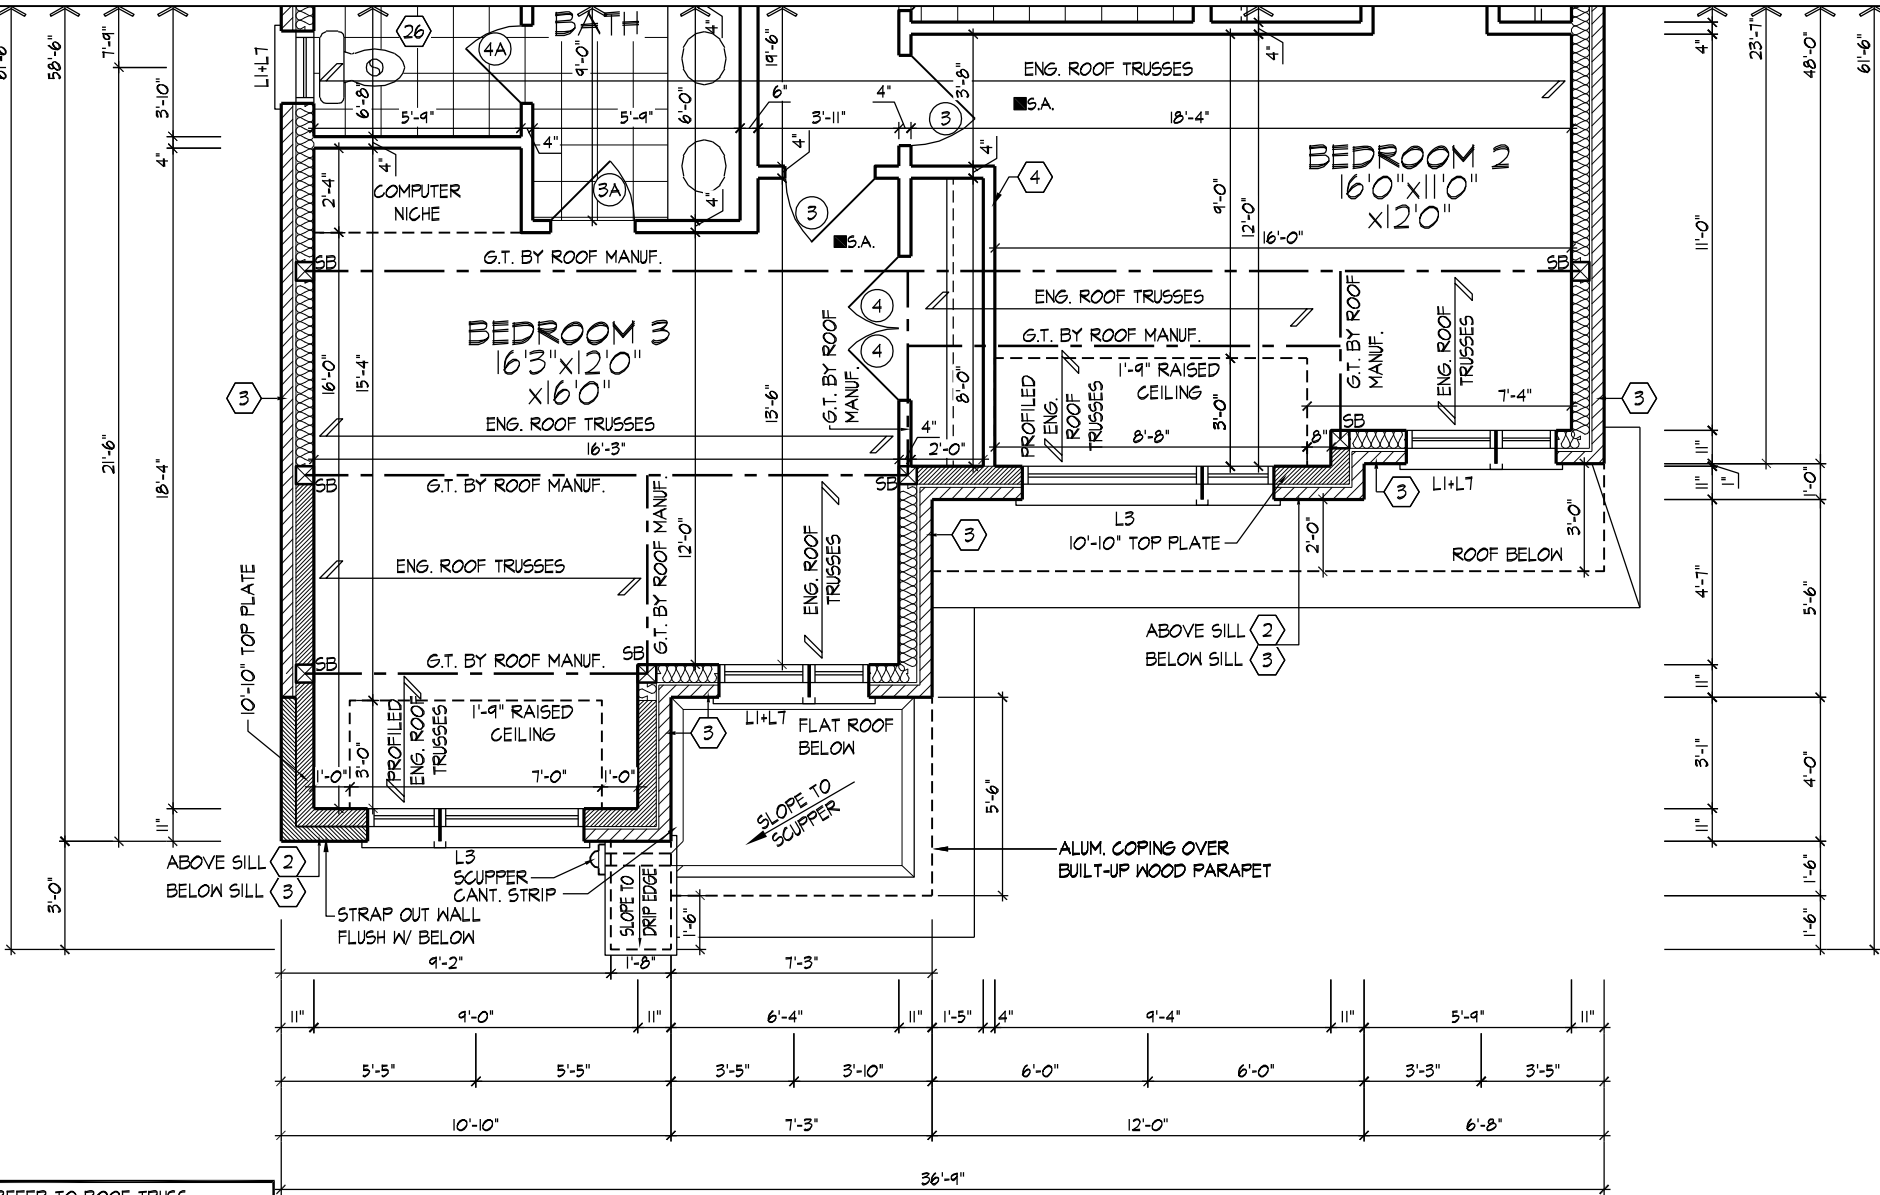 BATH
26
4A
L1+L7
58'-6"
7'-9"
3'-10"
4"
9'-0"
4"
19'-6"
4"
4"
23'-7"
48'-0"
61'-6"
ENG. ROOF TRUSSES
S.A.
3'-8"
6'-8"
6'-0"
5'-9"
5'-9"
6"
3'-11"
4"
3
18'-4"
4"
4"
4"
4"
4
BEDROOM 2
16'0"x11'0"
x12'0"
9'-0"
12'-0"
16'-0"
11'-0"
2'-4"
COMPUTER
NICHE
3A
4"
3
S.A.
G.T. BY ROOF MANUF.
SB
SB
4
4
ENG. ROOF TRUSSES
G.T. BY ROOF MANUF.
G.T. BY ROOF
MANUF.
ENG. ROOF
TRUSSES
BEDROOM 3
16'3"x12'0"
x16'0"
16'-0"
15'-4"
13'-6"
G.T. BY ROOF
MANUF.
8'-0"
1'-9" RAISED
CEILING
PROFILED
ENG.
ROOF
TRUSSES
3'-0"
7'-4"
3
3
ENG. ROOF TRUSSES
16'-3"
4"
2'-0"
8'-8"
8"
SB
21'-6"
18'-4"
SB
G.T. BY ROOF MANUF.
SB
G.T. BY ROOF MANUF.
12'-0"
ENG. ROOF
TRUSSES
3
L3
10'-10" TOP PLATE
2'-0"
3
L1+L7
3'-0"
ROOF BELOW
11"
11"
1"
1'-0"
4'-7"
5'-6"
ENG. ROOF TRUSSES
10'-10" TOP PLATE
ABOVE SILL 2
BELOW SILL 3
SB
G.T. BY ROOF MANUF.
SB
11"
3'-1"
4'-0"
PROFILED
ENG. ROOF
TRUSSES
1'-9" RAISED
CEILING
1'-0"
3'-0"
7'-0"
1'-0"
3
L1+L7
FLAT ROOF
BELOW
SLOPE TO
SCUPPER
5'-6"
11"
11"
ABOVE SILL 2
BELOW SILL 3
L3
SCUPPER
CANT. STRIP
ALUM. COPING OVER
BUILT-UP WOOD PARAPET
3'-0"
STRAP OUT WALL
FLUSH W/ BELOW
SLOPE TO
DRIP EDGE
1'-6"
1'-6"
1'-6"
9'-2"
1'-8"
7'-3"
11"
9'-0"
11"
6'-4"
11"
1'-5"
4"
9'-4"
11"
5'-9"
11"
5'-5"
5'-5"
3'-5"
3'-10"
6'-0"
6'-0"
3'-3"
3'-5"
10'-10"
7'-3"
12'-0"
6'-8"
36'-9"
REFER TO ROOF TRUSS